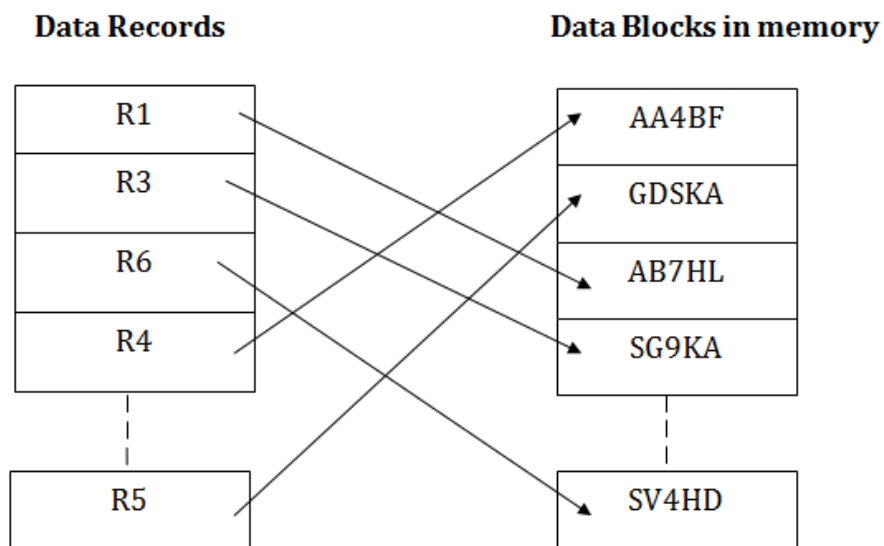 Data Records
Data Blocks in memory
R1
AA4BF
R3
GDSKA
R6
AB7HL
R4
SG9KA
R5
SV4HD